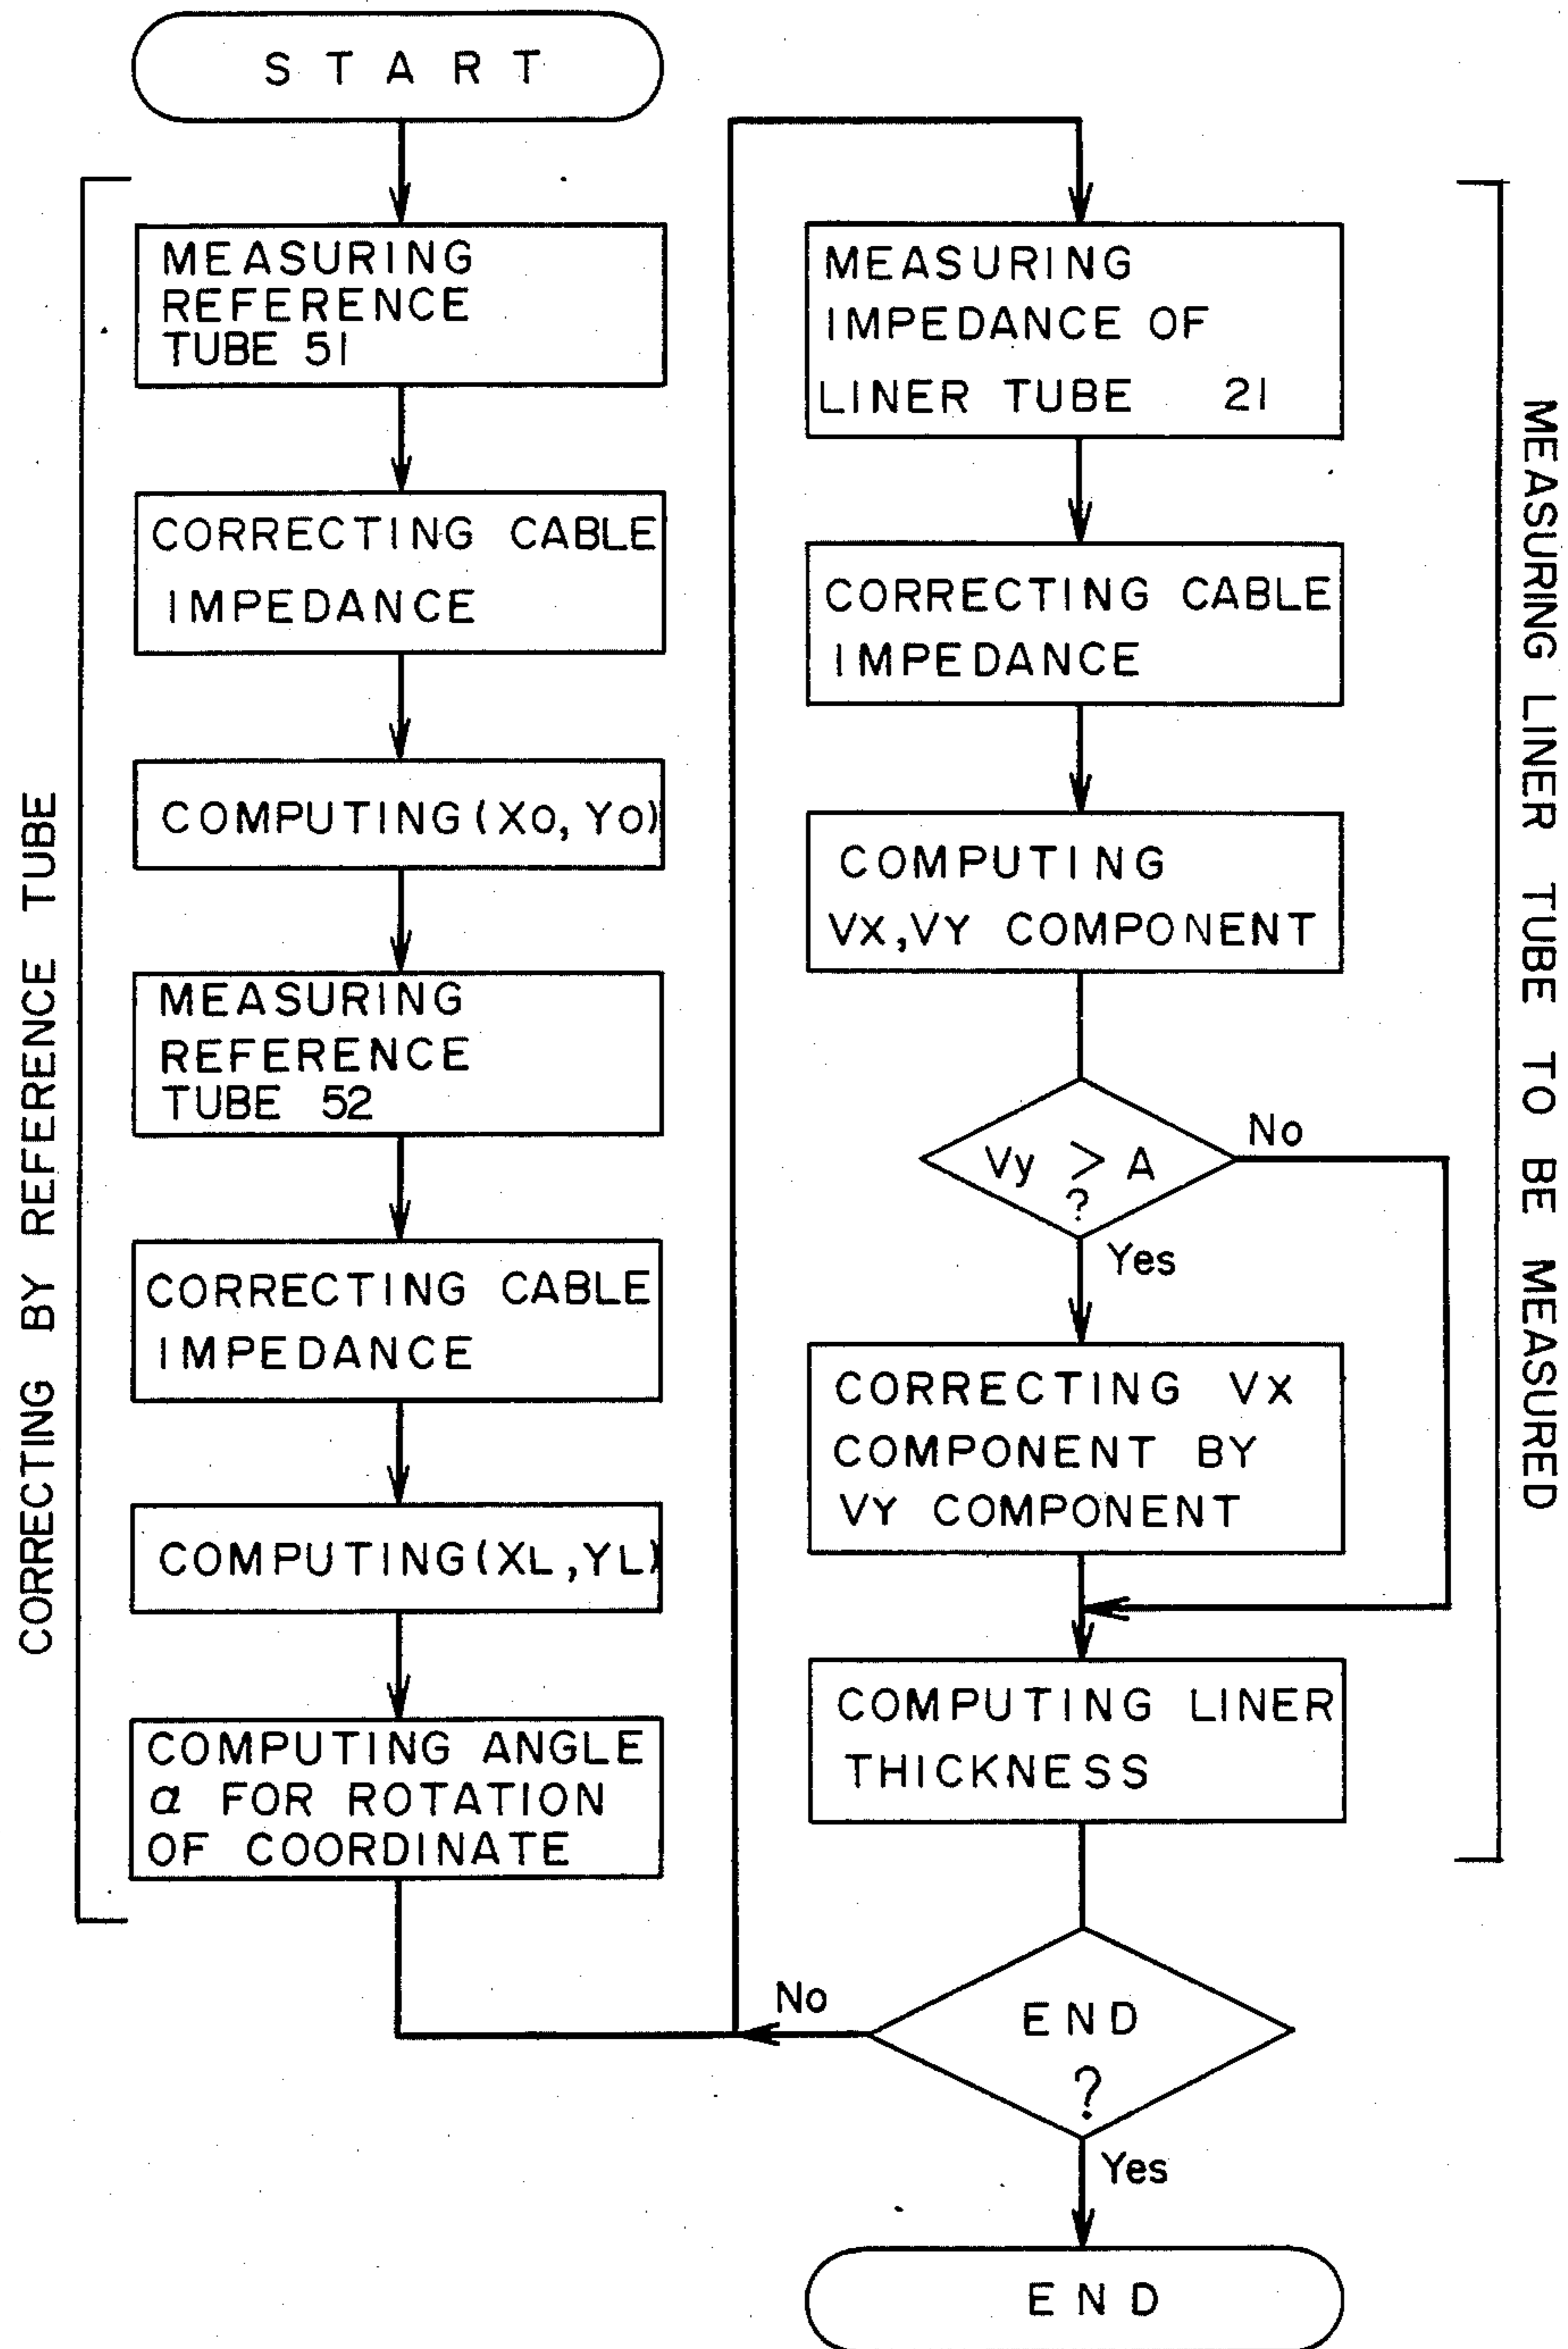 START
CORRECTING BY REFERENCE TUBE
MEASURING
REFERENCE
TUBE 51
CORRECTING CABLE
IMPEDANCE
COMPUTING (XO, YO)
MEASURING
REFERENCE
TUBE 52
CORRECTING CABLE
IMPEDANCE
COMPUTING (XL, YL)
COMPUTING ANGLE
α FOR ROTATION
OF COORDINATE
MEASURING LINER TUBE TO BE MEASURED
MEASURING
IMPEDANCE OF
LINER TUBE 21
CORRECTING CABLE
IMPEDANCE
COMPUTING
VX, VY COMPONENT
Vy > A
?
No
Yes
CORRECTING VX
COMPONENT BY
VY COMPONENT
COMPUTING LINER
THICKNESS
END
?
No
Yes
END